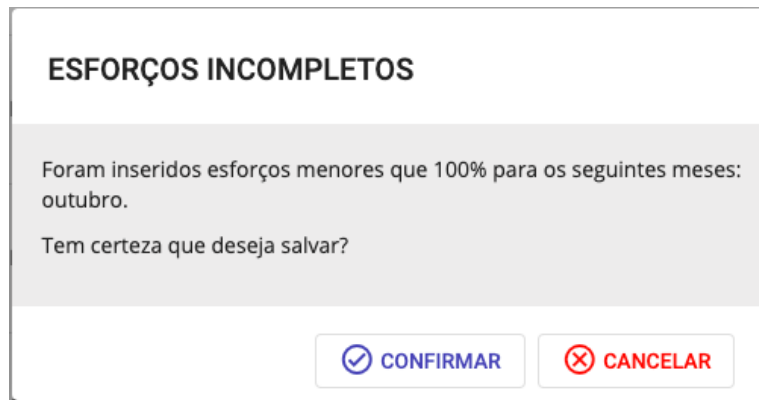 ESFORÇOS INCOMPLETOS
Foram inseridos esforços menores que 100% para os seguintes meses:
outubro.
Tem certeza que deseja salvar?
CONFIRMAR
CANCELAR